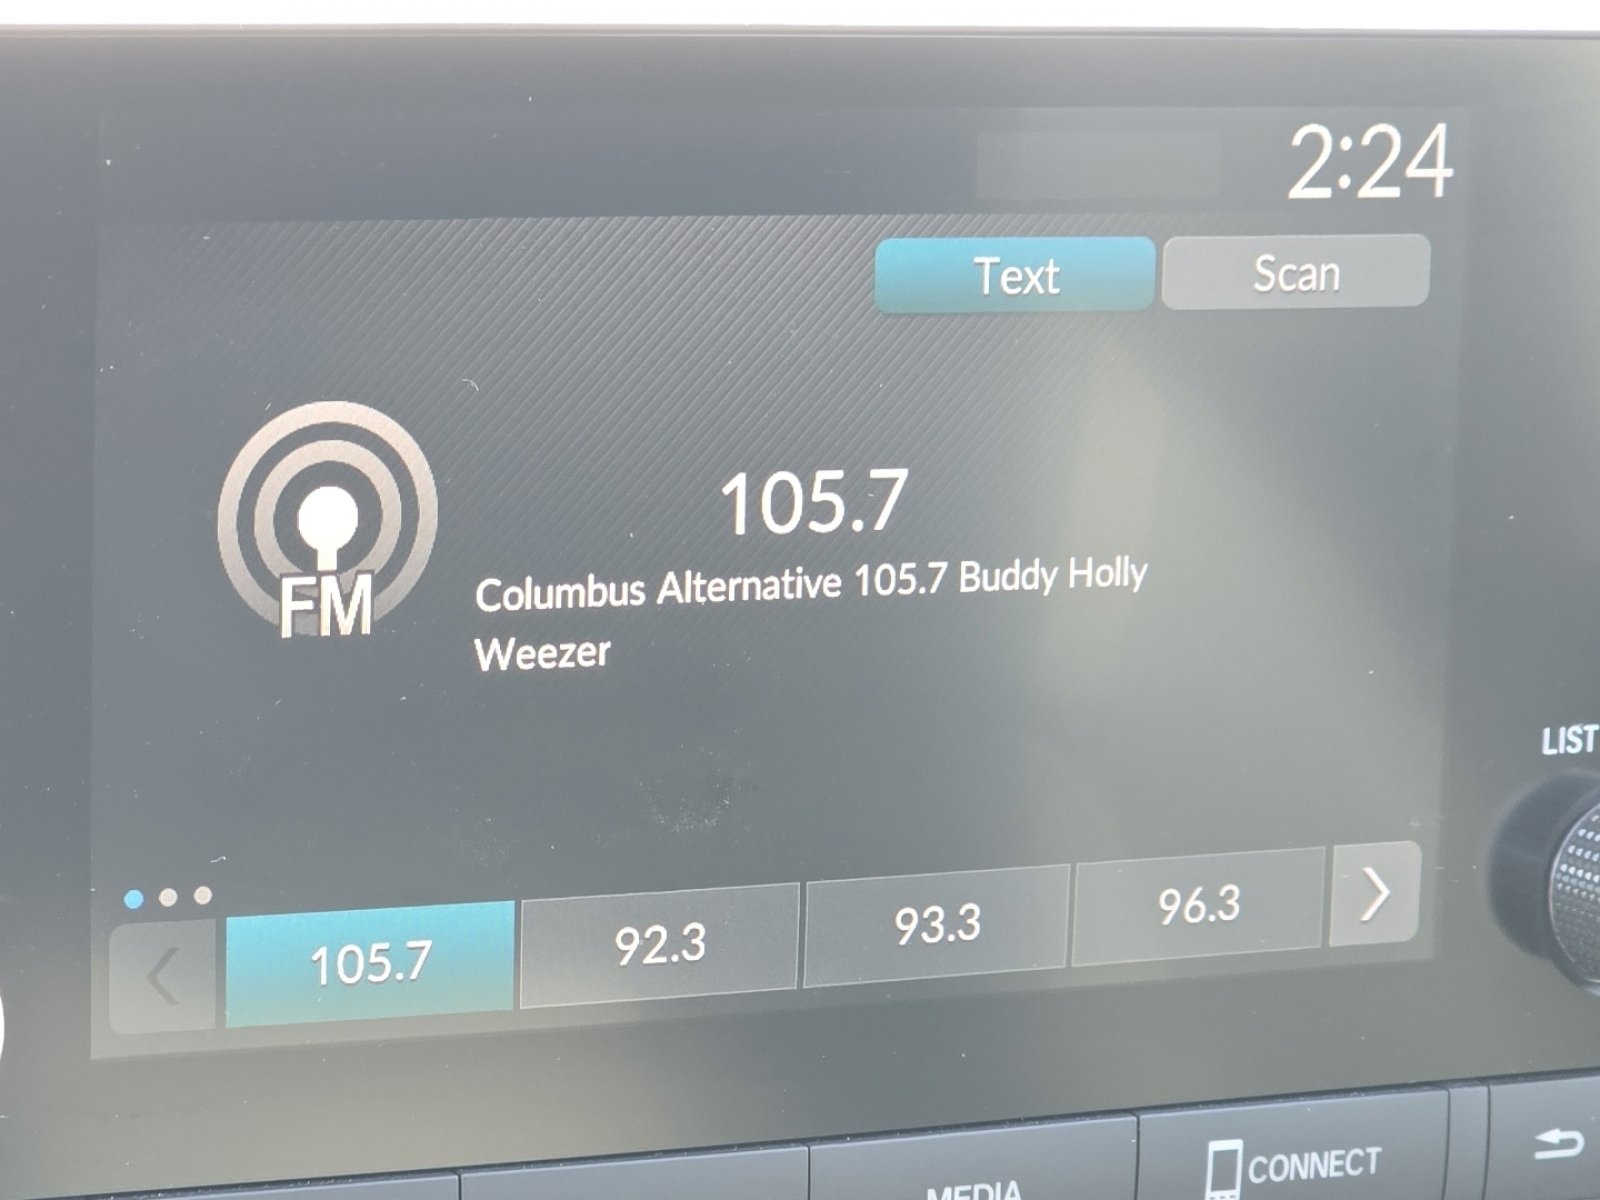 2:24
Text
Scan
FM
105.7
Columbus Alternative 105.7 Buddy Holly
Weezer
LIST
105.7
92.3
93.3
96.3
MEDIA
CONNECT